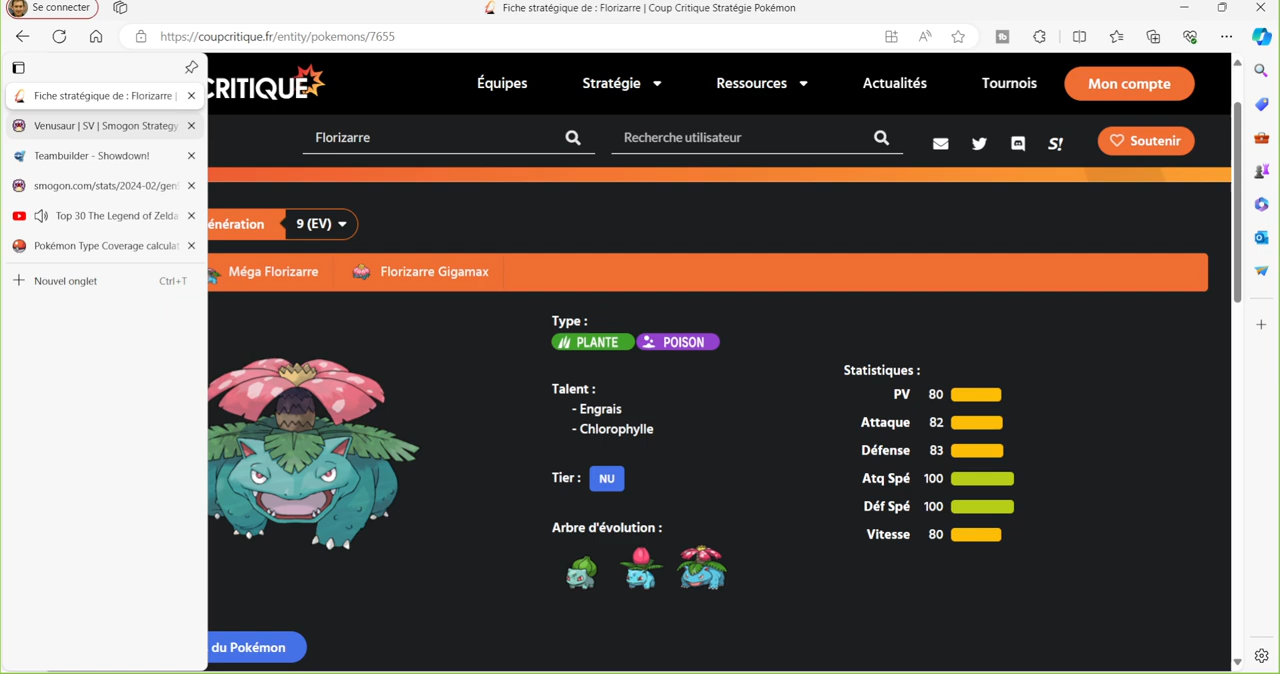 Se connecter
Fiche stratégique de : Florizarre | Coup Critique Stratégie Pokémon
https://coupcritique.fr/entity/pokemons/7655
Fiche stratégique de : Florizarre |
Venusaur | SV | Smogon Strategy
Teambuilder - Showdown!
smogon.com/stats/2024-02/gen
Top 30 The Legend of Zelda
Pokémon Type Coverage calculat
Nouvel onglet Ctrl+T
CRITIQUE
Équipes Stratégie Ressources Actualités Tournois Mon compte
Florizarre Recherche utilisateur S! Soutenir
énération 9 (EV)
Méga Florizarre Florizarre Gigamax
Type :
PLANTE POISON
Talent :
- Engrais
- Chlorophylle
Tier : NU
Arbre d'évolution :
Statistiques :
PV 80
Attaque 82
Défense 83
Atq Spé 100
Déf Spé 100
Vitesse 80
du Pokémon